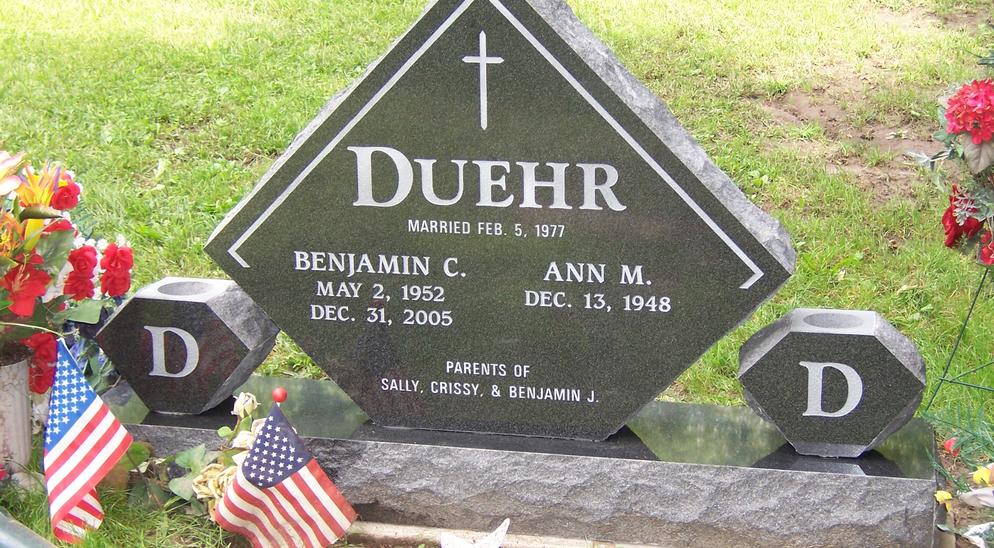 DUEHR
MARRIED FEB. 5, 1977
BENJAMIN C.
MAY 2, 1952
DEC. 31, 2005
ANN M.
DEC. 13, 1948
PARENTS OF
SALLY, CRISSY, & BENJAMIN J.
D
D